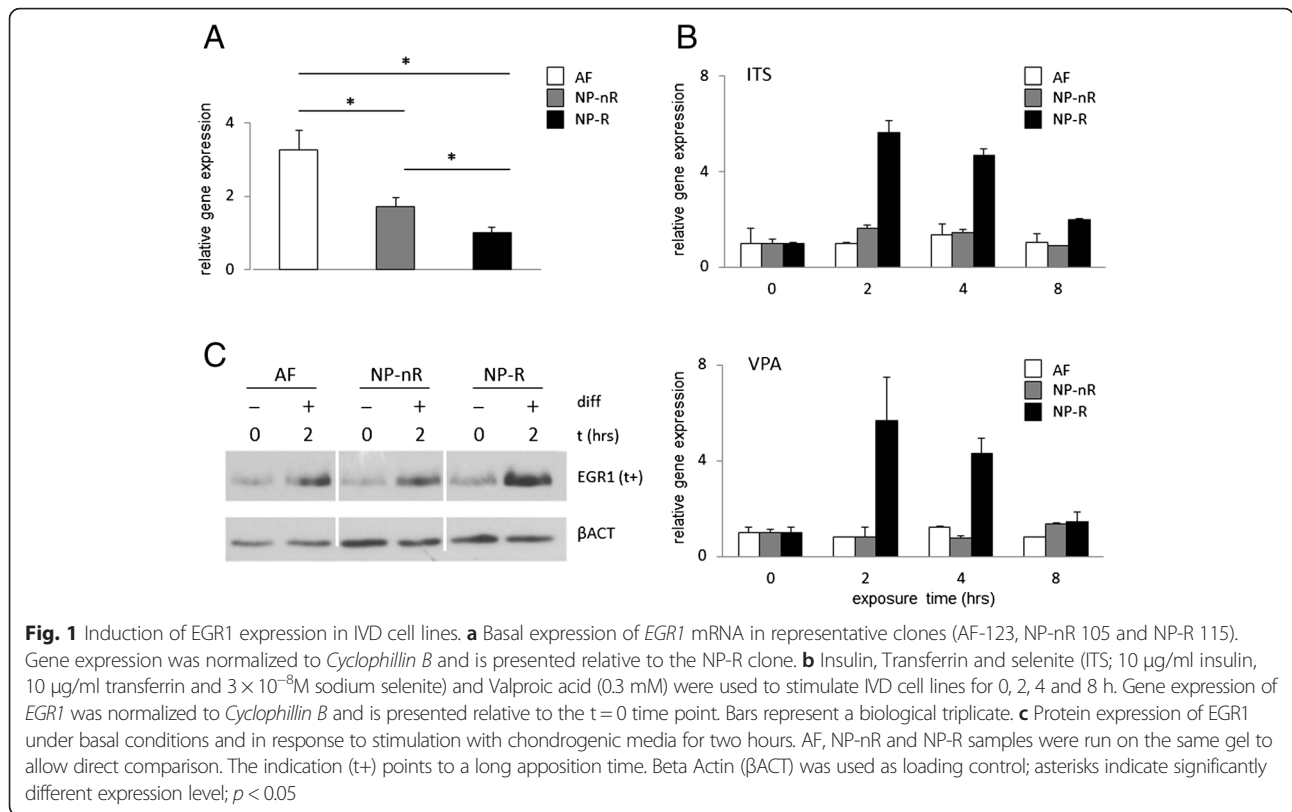 A
relative gene expression
4
2
0
*
*
*
AF
NP-nR
NP-R
B
relative gene expression
8
4
0
ITS
AF
NP-nR
NP-R
0 2 4 8
C
AF NP-nR NP-R
– + – + – + diff
0 2 0 2 0 2 t (hrs)
EGR1 (t+)
βACT
relative gene expression
8
4
0
VPA
AF
NP-nR
NP-R
0 2 4 8
exposure time (hrs)
Fig. 1 Induction of EGR1 expression in IVD cell lines. a Basal expression of EGR1 mRNA in representative clones (AF-123, NP-nR 105 and NP-R 115).
Gene expression was normalized to Cyclophillin B and is presented relative to the NP-R clone. b Insulin, Transferrin and selenite (ITS; 10 μg/ml insulin,
10 μg/ml transferrin and 3 × 10⁻⁸M sodium selenite) and Valproic acid (0.3 mM) were used to stimulate IVD cell lines for 0, 2, 4 and 8 h. Gene expression of
EGR1 was normalized to Cyclophillin B and is presented relative to the t = 0 time point. Bars represent a biological triplicate. c Protein expression of EGR1
under basal conditions and in response to stimulation with chondrogenic media for two hours. AF, NP-nR and NP-R samples were run on the same gel to
allow direct comparison. The indication (t+) points to a long apposition time. Beta Actin (βACT) was used as loading control; asterisks indicate significantly
different expression level; p < 0.05